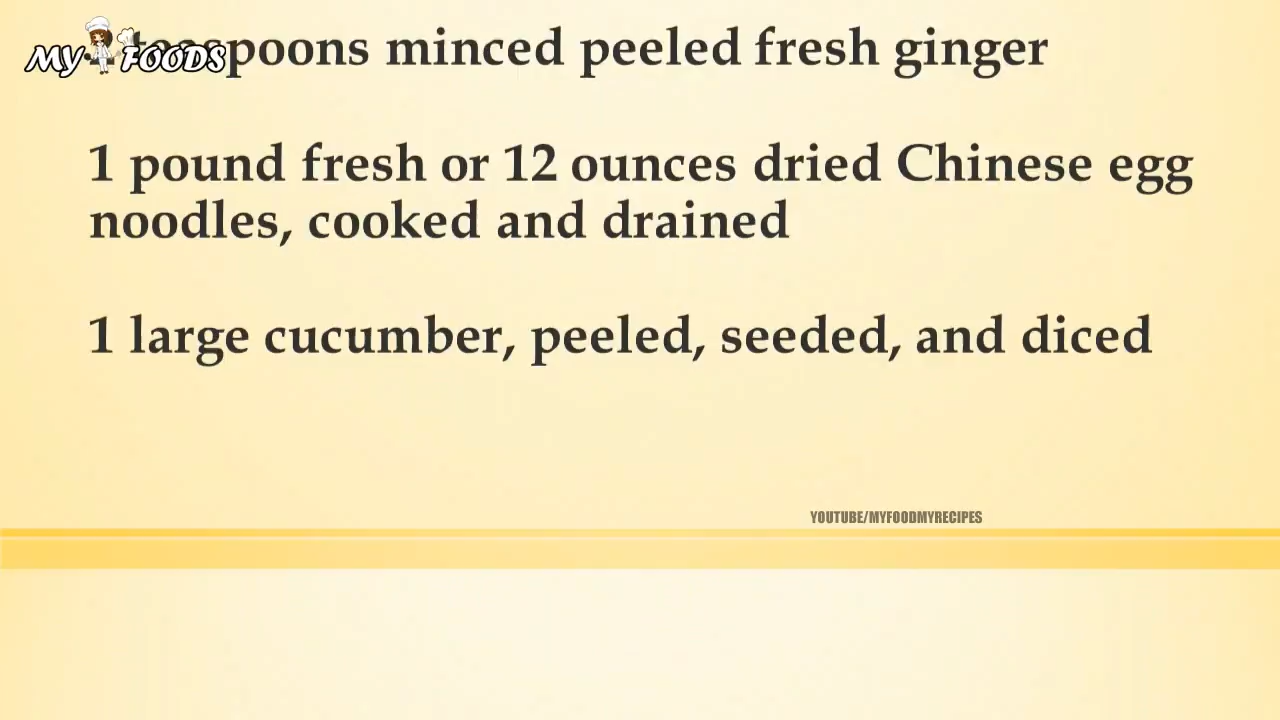 MY FOODS
teaspoons minced peeled fresh ginger
1 pound fresh or 12 ounces dried Chinese egg
noodles, cooked and drained
1 large cucumber, peeled, seeded, and diced
YOUTUBE/MYFOODMYRECIPES